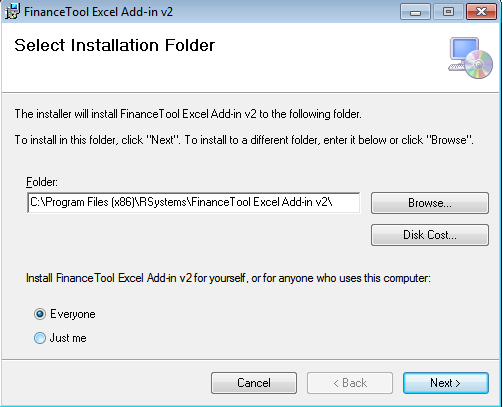 FinanceTool Excel Add-in v2
Select Installation Folder
The installer will install FinanceTool Excel Add-in v2 to the following folder.
To install in this folder, click "Next". To install to a different folder, enter it below or click "Browse".
Folder:
C:\Program Files (x86)\RSystems\FinanceTool Excel Add-in v2\
Browse...
Disk Cost...
Install FinanceTool Excel Add-in v2 for yourself, or for anyone who uses this computer:
Everyone
Just me
Cancel
< Back
Next >